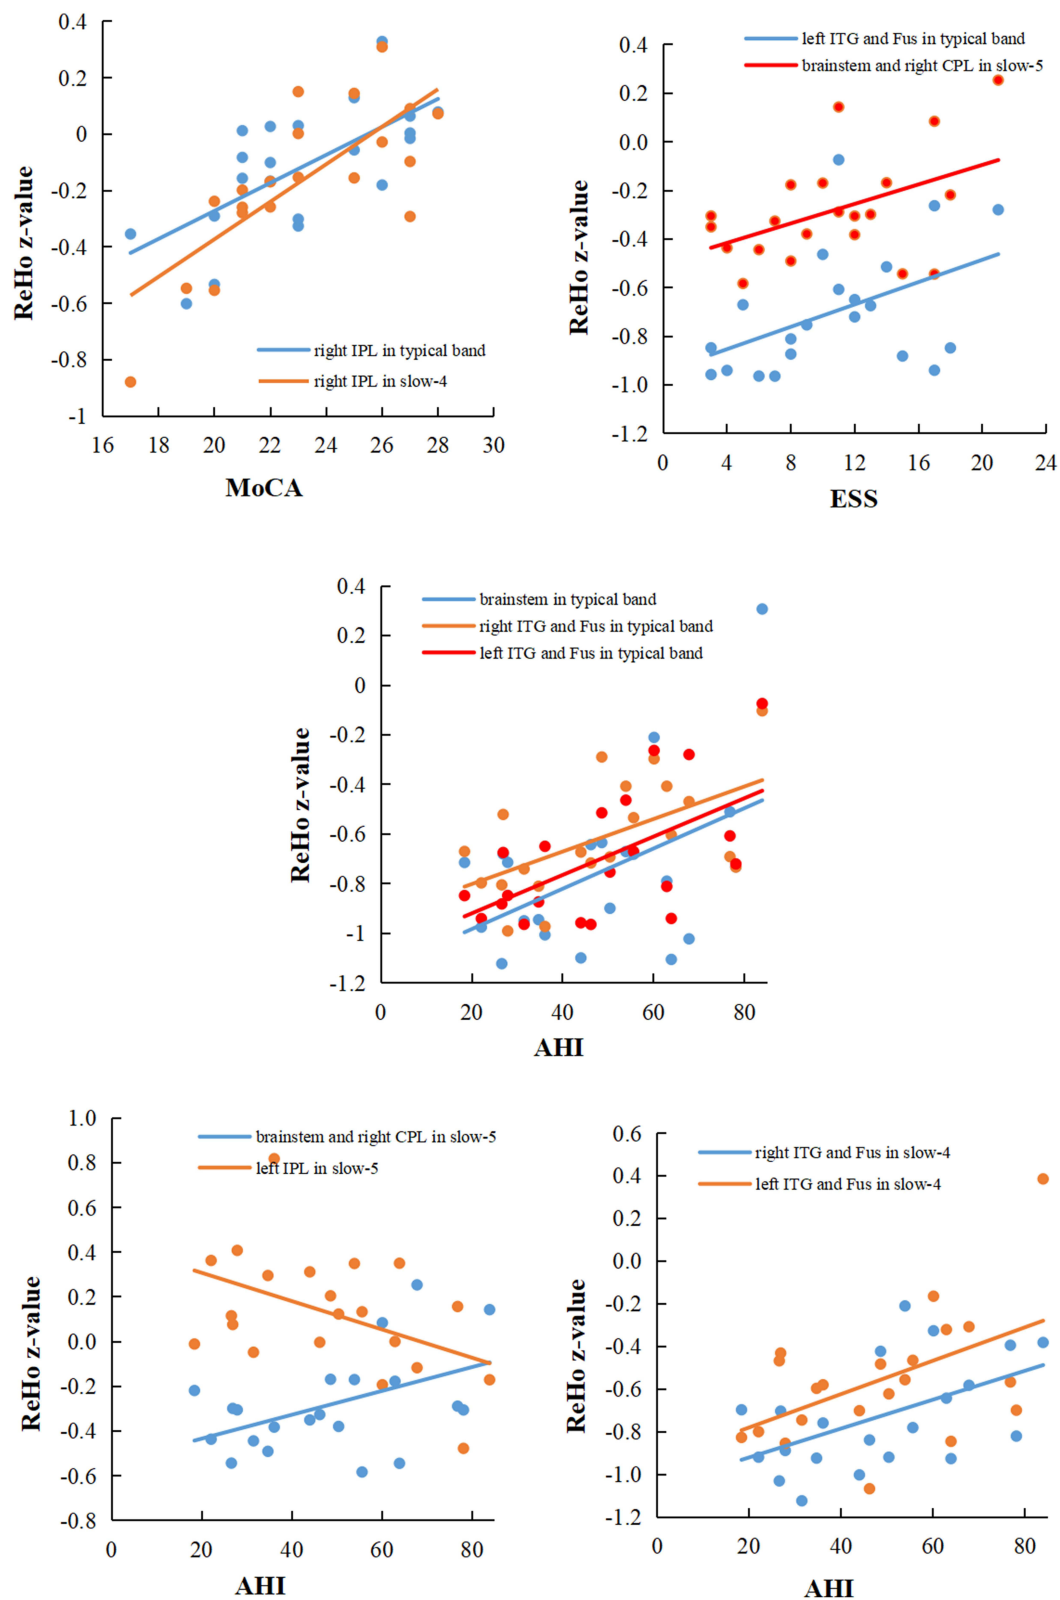 0.4
0.2
0
-0.2
-0.4
-0.6
-0.8
-1
ReHo z-value
right IPL in typical band
right IPL in slow-4
16 18 20 22 24 26 28 30
MoCA
left ITG and Fus in typical band
brainstem and right CPL in slow-5
0.4
0.2
0.0
-0.2
-0.4
-0.6
-0.8
-1.0
-1.2
ReHo z-value
0 4 8 12 16 20 24
ESS
0.4
0.2
0
-0.2
-0.4
-0.6
-0.8
-1
-1.2
ReHo z-value
brainstem in typical band
right ITG and Fus in typical band
left ITG and Fus in typical band
0 20 40 60 80
AHI
1.0
0.8
0.6
0.4
0.2
0.0
-0.2
-0.4
-0.6
-0.8
ReHo z-value
brainstem and right CPL in slow-5
left IPL in slow-5
0 20 40 60 80
AHI
0.6
0.4
0.2
0.0
-0.2
-0.4
-0.6
-0.8
-1.0
-1.2
ReHo z-value
right ITG and Fus in slow-4
left ITG and Fus in slow-4
0 20 40 60 80
AHI